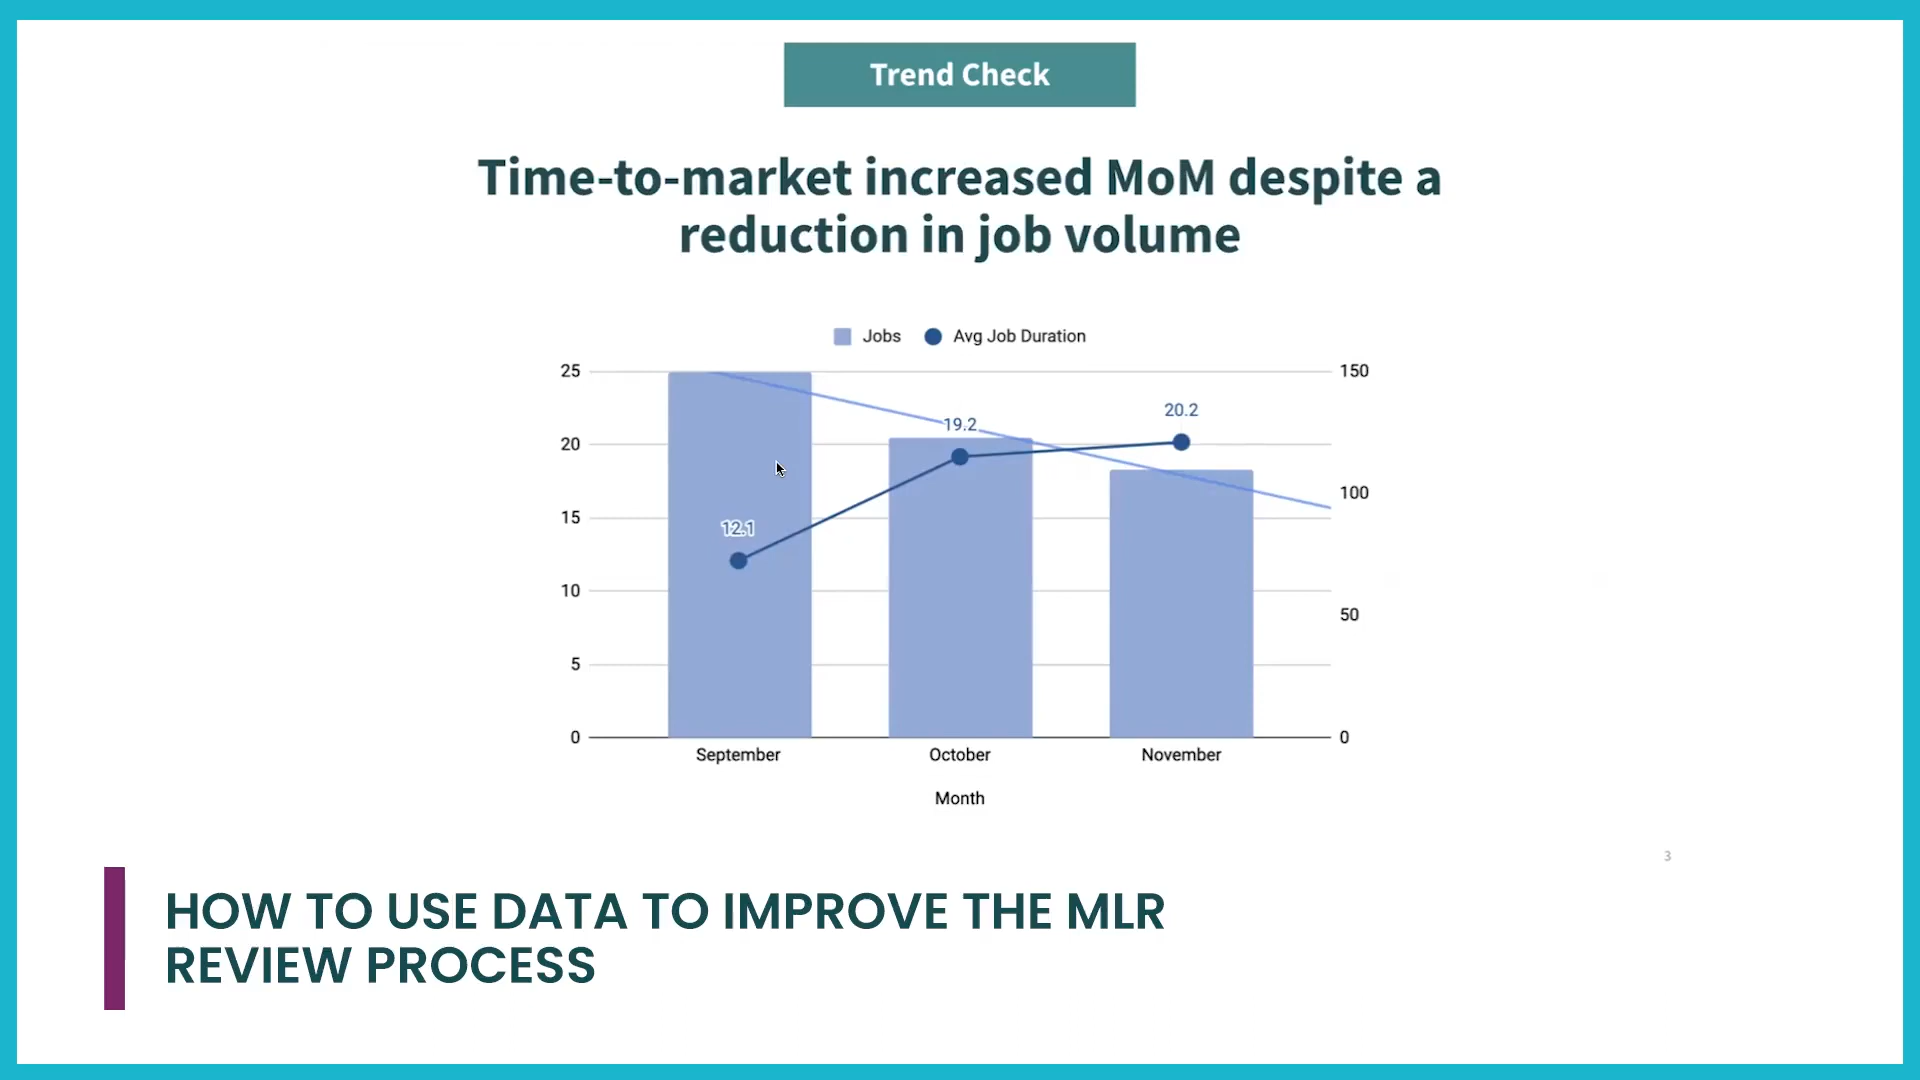 Trend Check
Time-to-market increased MoM despite a
reduction in job volume
Jobs Avg Job Duration
25 150
20.2
19.2
20
100
12.1
15
10
50
5
0 0
September October November
Month
3
HOW TO USE DATA TO IMPROVE THE MLR
REVIEW PROCESS